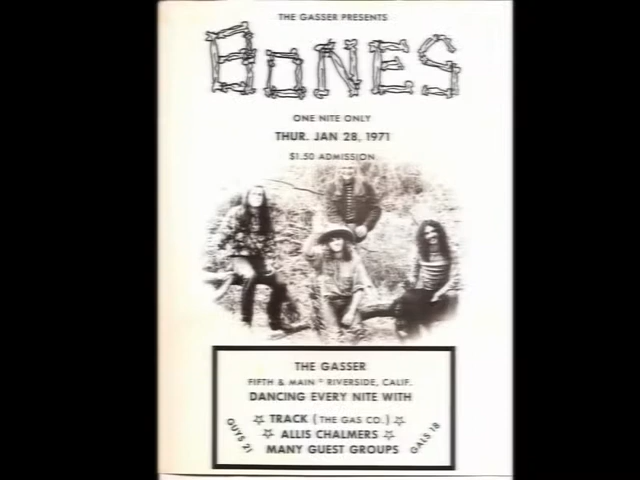 THE GASSER PRESENTS
BONES
ONE NITE ONLY
THUR. JAN 28, 1971
$1.50 ADMISSION
THE GASSER
FIFTH & MAIN * RIVERSIDE, CALIF.
DANCING EVERY NITE WITH
☆ TRACK (THE GAS CO.) ☆
☆ ALLIS CHALMERS ☆
MANY GUEST GROUPS
GUYS 21
GALS 18